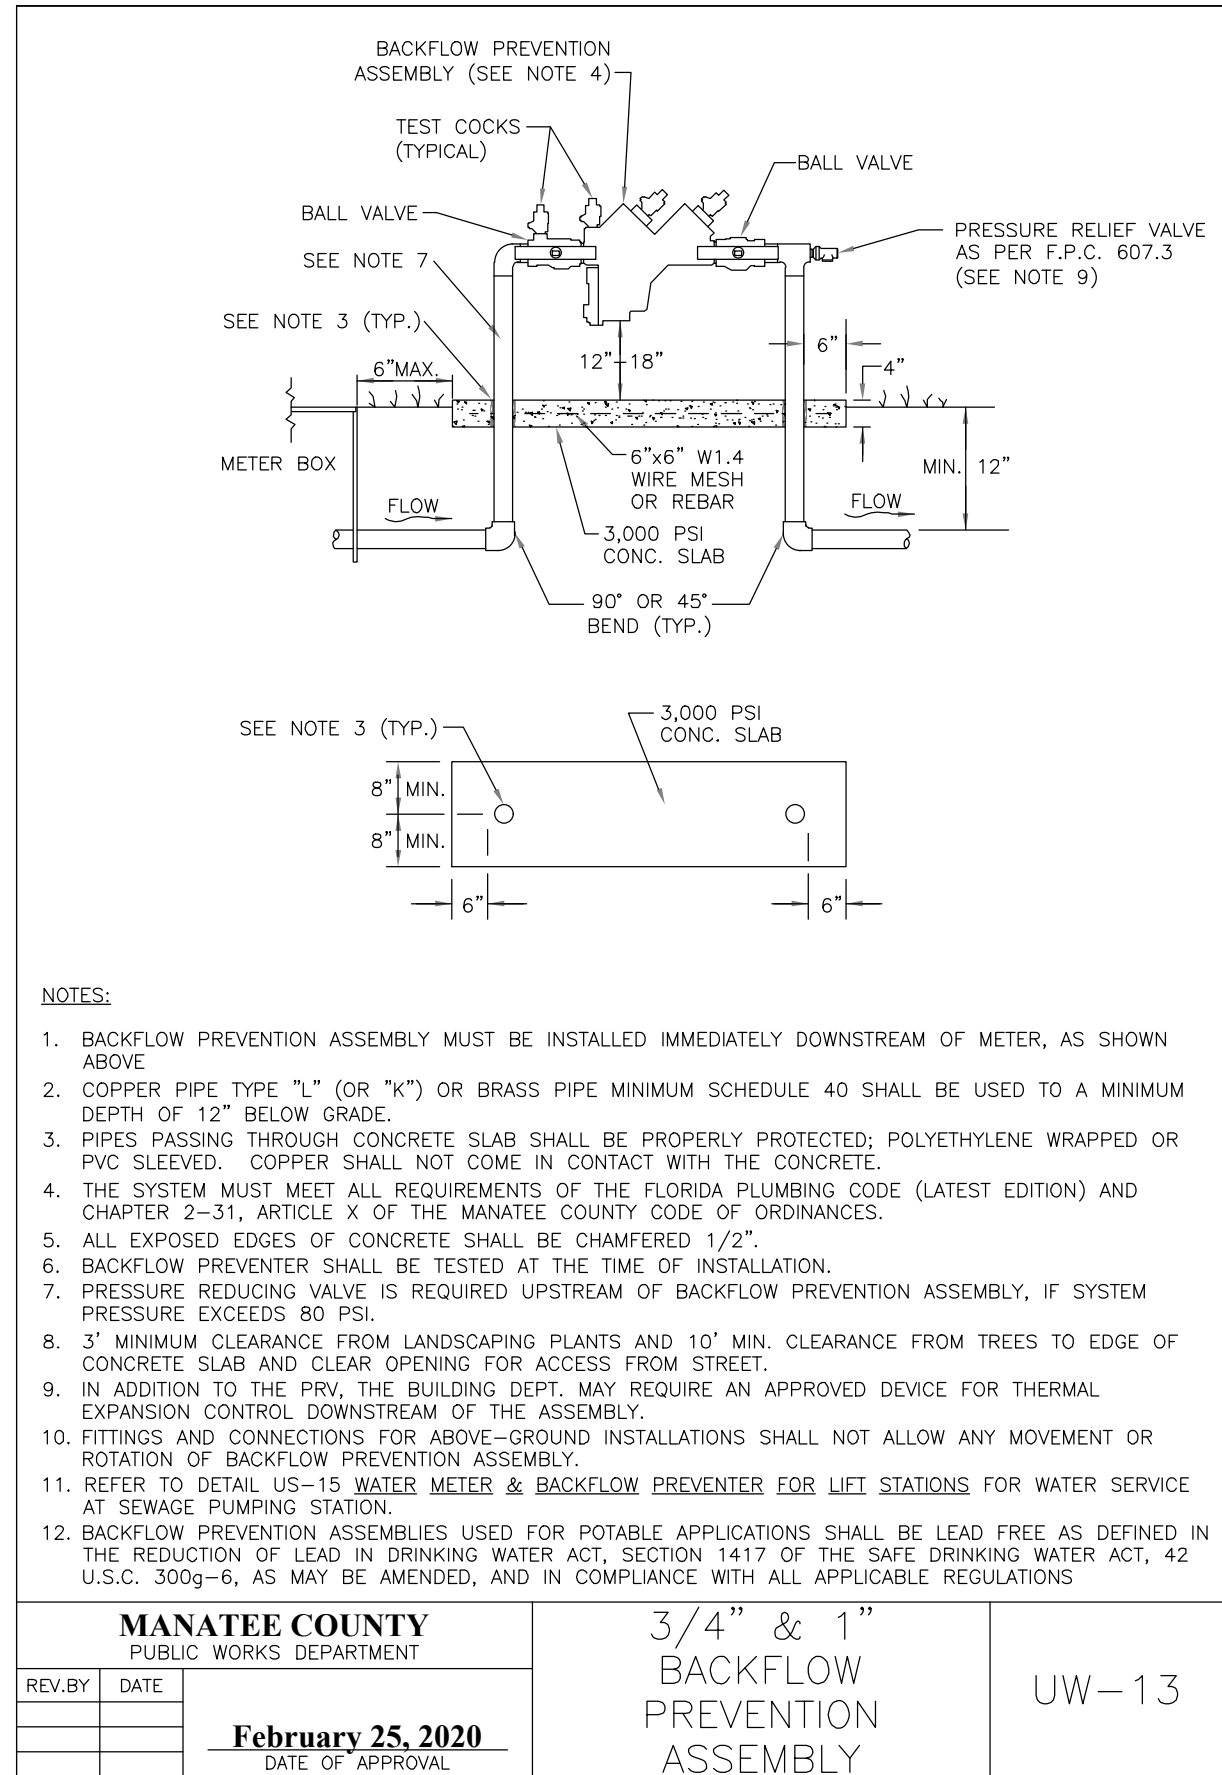 BACKFLOW PREVENTION
ASSEMBLY (SEE NOTE 4)
TEST COCKS
(TYPICAL)
BALL VALVE
BALL VALVE
PRESSURE RELIEF VALVE
AS PER F.P.C. 607.3
(SEE NOTE 9)
SEE NOTE 7
SEE NOTE 3 (TYP.)
12"-18"
6"
6"MAX.
4"
METER BOX
6"x6" W1.4
WIRE MESH
OR REBAR
MIN. 12"
FLOW
FLOW
3,000 PSI
CONC. SLAB
90° OR 45°
BEND (TYP.)
SEE NOTE 3 (TYP.)
3,000 PSI
CONC. SLAB
8" MIN.
8" MIN.
6"
6"
NOTES:
1. BACKFLOW PREVENTION ASSEMBLY MUST BE INSTALLED IMMEDIATELY DOWNSTREAM OF METER, AS SHOWN
ABOVE
2. COPPER PIPE TYPE "L" (OR "K") OR BRASS PIPE MINIMUM SCHEDULE 40 SHALL BE USED TO A MINIMUM
DEPTH OF 12" BELOW GRADE.
3. PIPES PASSING THROUGH CONCRETE SLAB SHALL BE PROPERLY PROTECTED; POLYETHYLENE WRAPPED OR
PVC SLEEVED. COPPER SHALL NOT COME IN CONTACT WITH THE CONCRETE.
4. THE SYSTEM MUST MEET ALL REQUIREMENTS OF THE FLORIDA PLUMBING CODE (LATEST EDITION) AND
CHAPTER 2-31, ARTICLE X OF THE MANATEE COUNTY CODE OF ORDINANCES.
5. ALL EXPOSED EDGES OF CONCRETE SHALL BE CHAMFERED 1/2".
6. BACKFLOW PREVENTER SHALL BE TESTED AT THE TIME OF INSTALLATION.
7. PRESSURE REDUCING VALVE IS REQUIRED UPSTREAM OF BACKFLOW PREVENTION ASSEMBLY, IF SYSTEM
PRESSURE EXCEEDS 80 PSI.
8. 3' MINIMUM CLEARANCE FROM LANDSCAPING PLANTS AND 10' MIN. CLEARANCE FROM TREES TO EDGE OF
CONCRETE SLAB AND CLEAR OPENING FOR ACCESS FROM STREET.
9. IN ADDITION TO THE PRV, THE BUILDING DEPT. MAY REQUIRE AN APPROVED DEVICE FOR THERMAL
EXPANSION CONTROL DOWNSTREAM OF THE ASSEMBLY.
10. FITTINGS AND CONNECTIONS FOR ABOVE-GROUND INSTALLATIONS SHALL NOT ALLOW ANY MOVEMENT OR
ROTATION OF BACKFLOW PREVENTION ASSEMBLY.
11. REFER TO DETAIL US-15 WATER METER & BACKFLOW PREVENTER FOR LIFT STATIONS FOR WATER SERVICE
AT SEWAGE PUMPING STATION.
12. BACKFLOW PREVENTION ASSEMBLIES USED FOR POTABLE APPLICATIONS SHALL BE LEAD FREE AS DEFINED IN
THE REDUCTION OF LEAD IN DRINKING WATER ACT, SECTION 1417 OF THE SAFE DRINKING WATER ACT, 42
U.S.C. 300g-6, AS MAY BE AMENDED, AND IN COMPLIANCE WITH ALL APPLICABLE REGULATIONS
MANATEE COUNTY
PUBLIC WORKS DEPARTMENT
REV.BY DATE
February 25, 2020
DATE OF APPROVAL
3/4" & 1"
BACKFLOW
PREVENTION
ASSEMBLY
UW-13